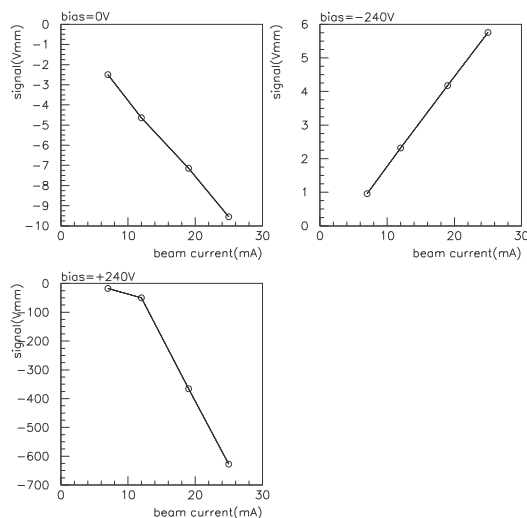 bias=0V
signal(Vmm)
0
−1
−2
−3
−4
−5
−6
−7
−8
−9
−10
0 10 20 30
beam current(mA)
bias=−240V
signal(Vmm)
6
5
4
3
2
1
0
0 10 20 30
beam current(mA)
bias=+240V
signal(Vmm)
100
0
−100
−200
−300
−400
−500
−600
−700
0 10 20 30
beam current(mA)